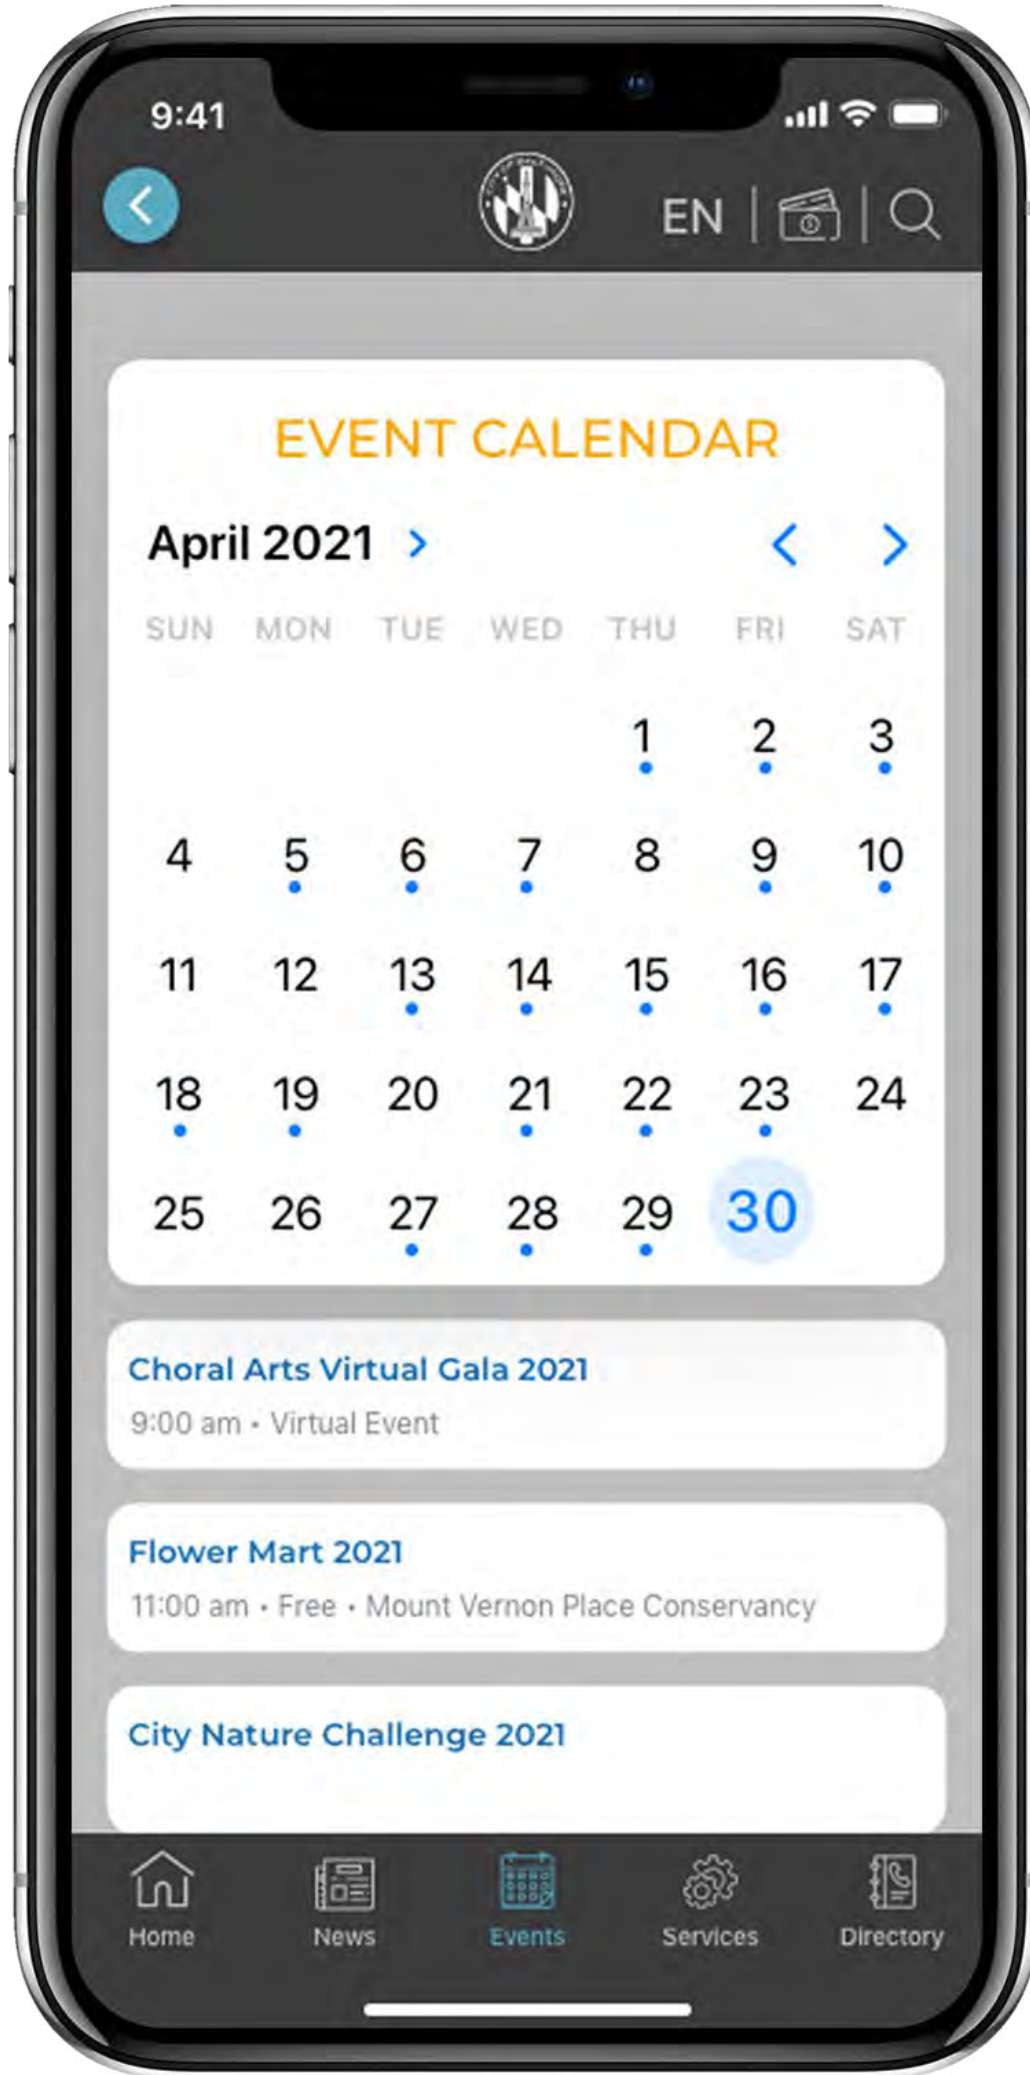 9:41
EN
EVENT CALENDAR
April 2021
SUN MON TUE WED THU FRI SAT
1 2 3
4 5 6 7 8 9 10
11 12 13 14 15 16 17
18 19 20 21 22 23 24
25 26 27 28 29 30
Choral Arts Virtual Gala 2021
9:00 am • Virtual Event
Flower Mart 2021
11:00 am • Free • Mount Vernon Place Conservancy
City Nature Challenge 2021
Home News Events Services Directory